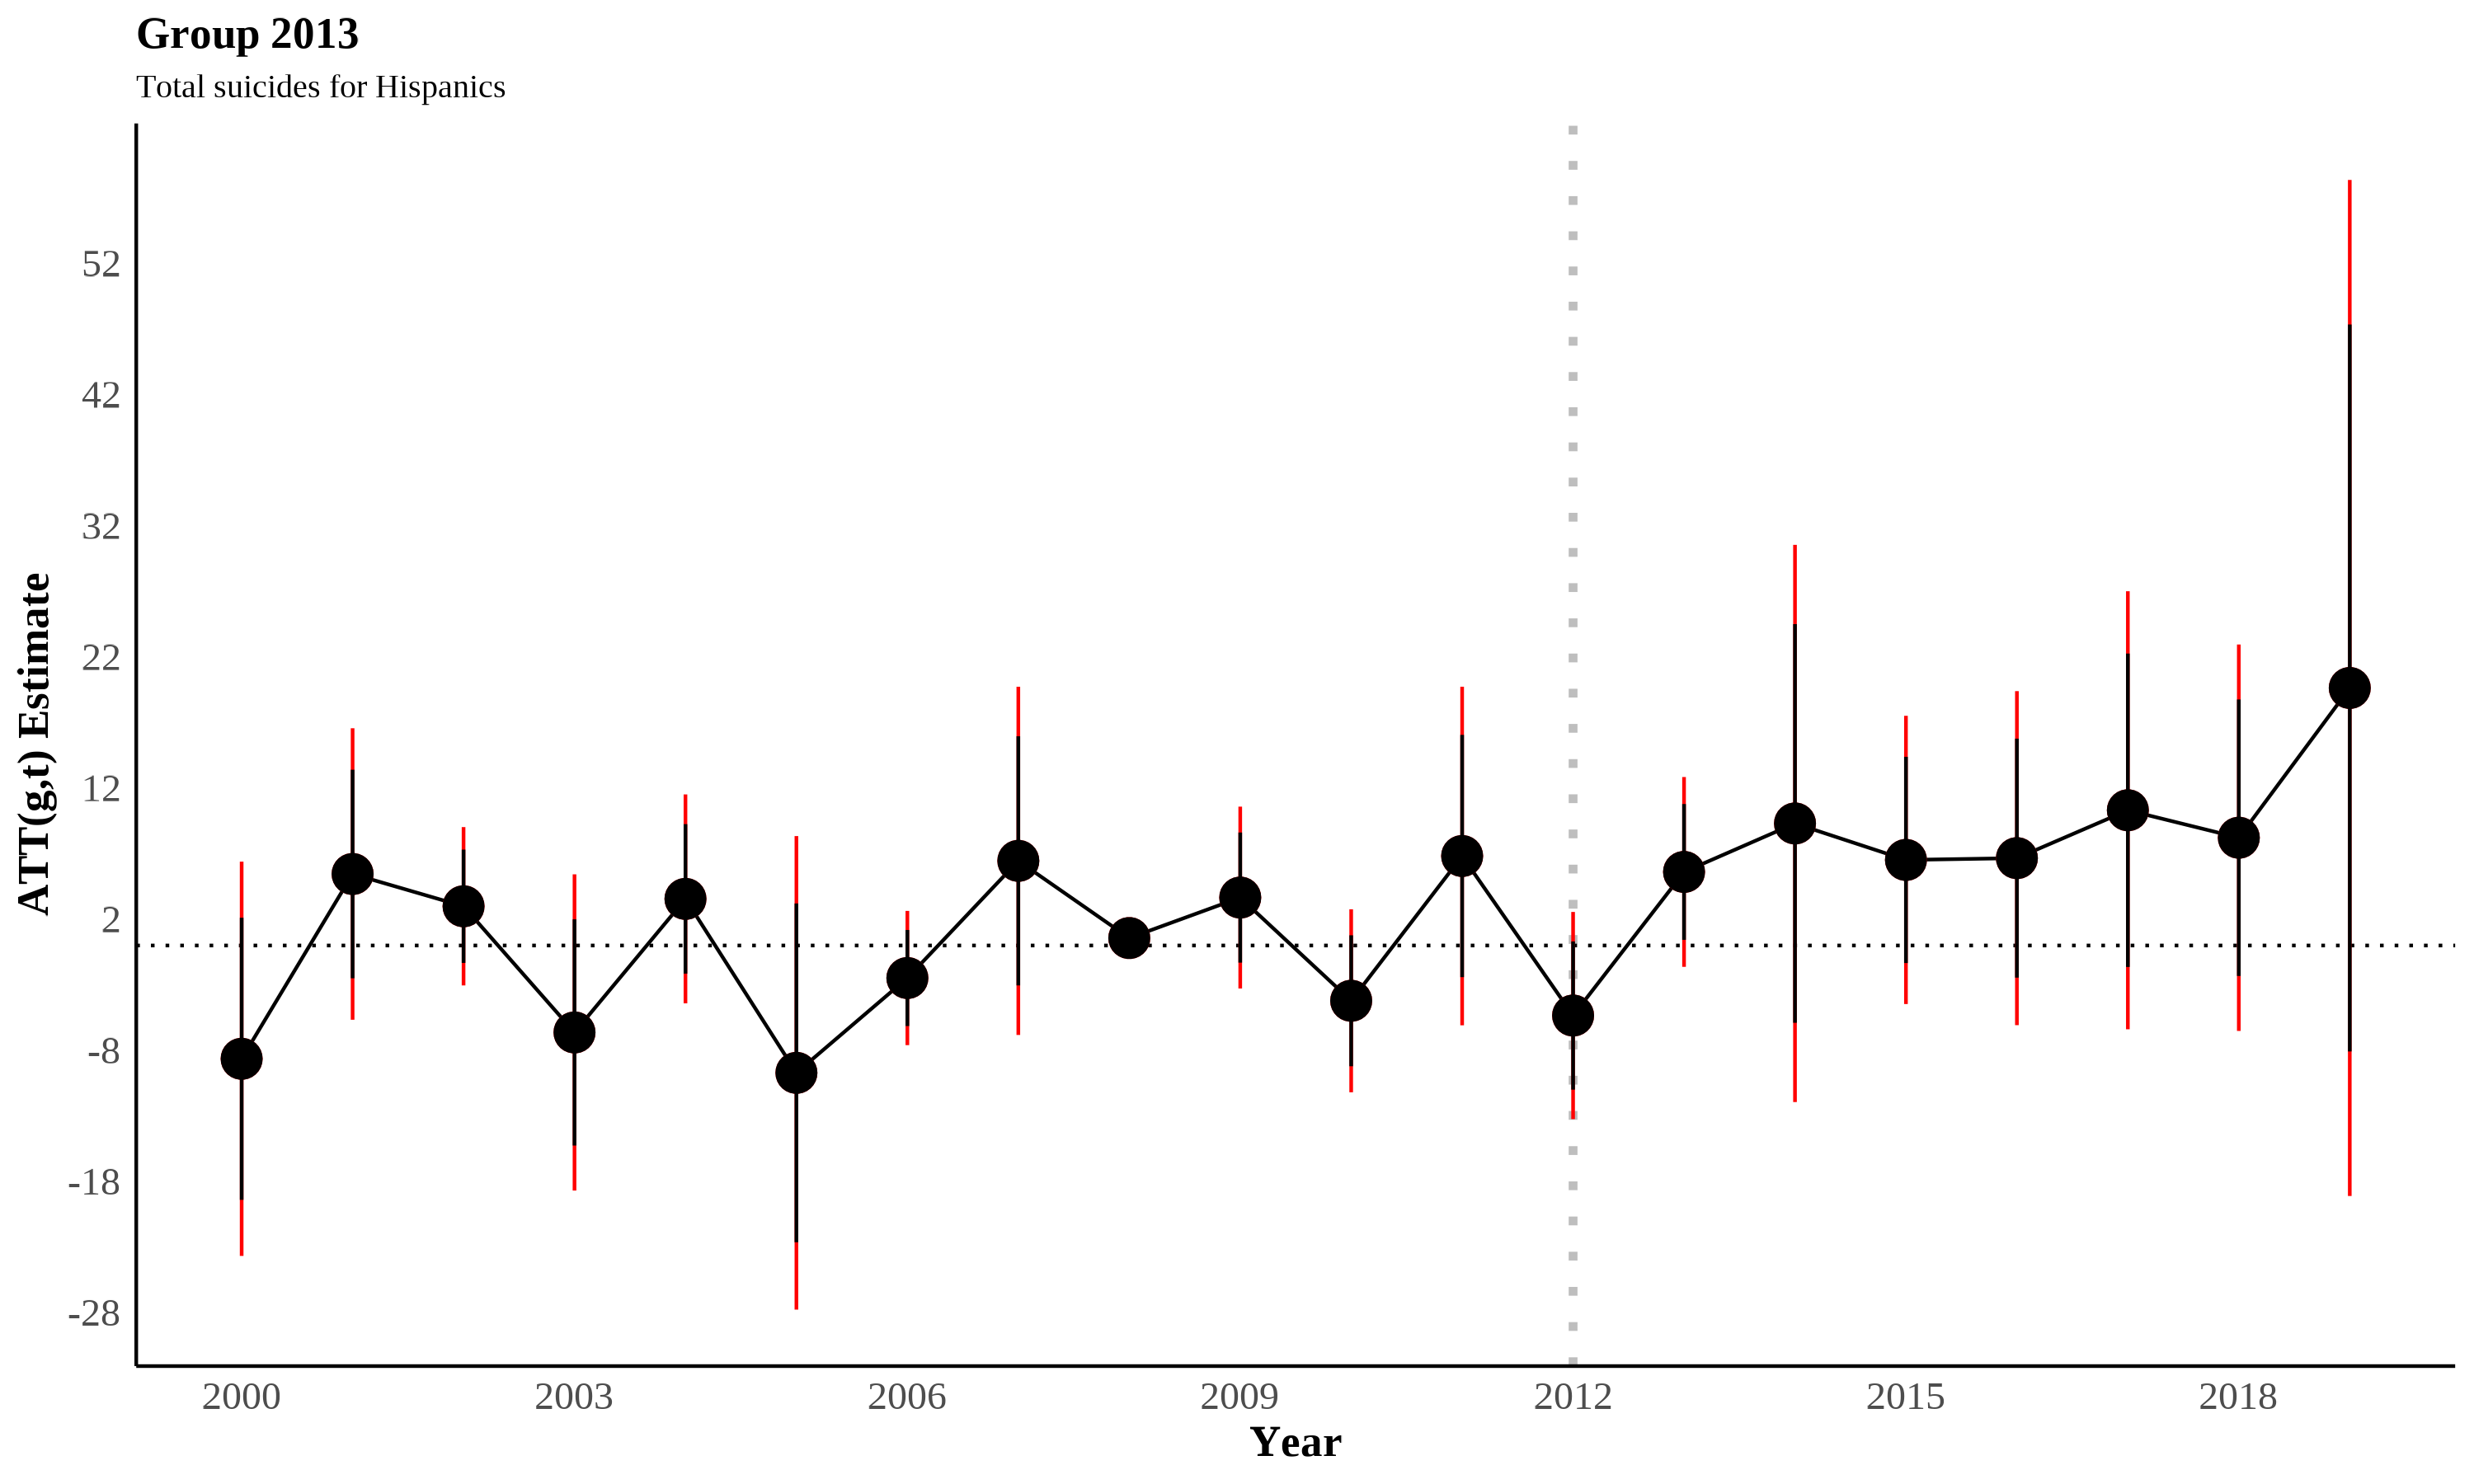 Group 2013
Total suicides for Hispanics
ATT(g,t) Estimate
52
42
32
22
12
2
-8
-18
-28
2000 2003 2006 2009 2012 2015 2018
Year